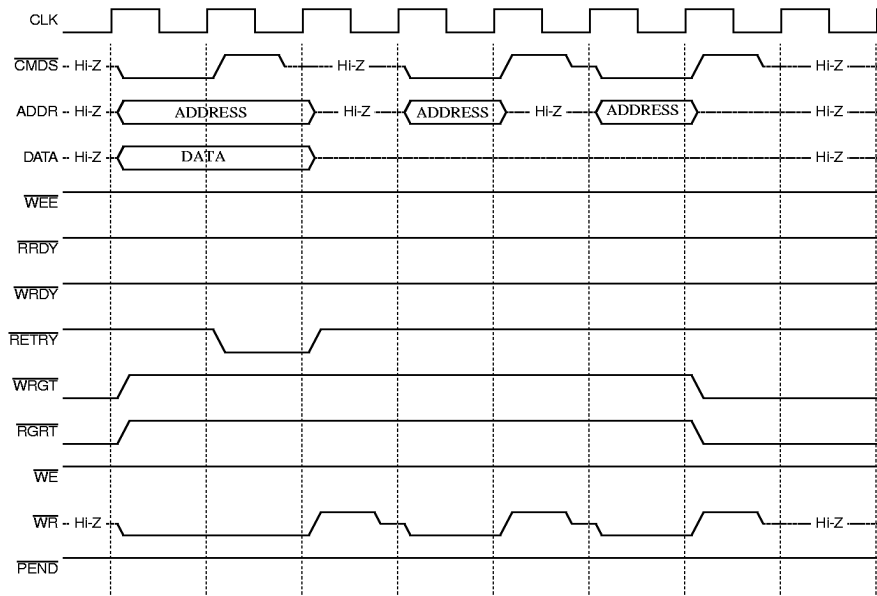 CLK
CMDS Hi-Z Hi-Z Hi-Z
ADDR Hi-Z ADDRESS Hi-Z ADDRESS Hi-Z ADDRESS Hi-Z
DATA Hi-Z DATA Hi-Z
WEE
RRDY
WRDY
RETRY
WRGT
RGRT
WE
WR Hi-Z Hi-Z
PEND